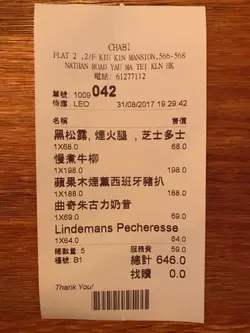 CHABI
FLAT 2 ,2/F KIU KIN MANSION,566-568
NATHAN ROAD YAU MA TEI KLN HK
電話: 61277112
單號 1009 042
侍應 LEO 31/08/2017 19:29:42
名稱 售價
黑松露, 煙火腿 , 芝士多士
1X68.0 68.0
慢煮牛柳
1X198.0 198.0
蘋果木煙薰西班牙豬扒
1X188.0 188.0
曲奇朱古力奶昔
1X69.0 69.0
Lindemans Pecheresse
1X64.0 64.0
總數量: 5 服務費 59.0
檯號: B1 總計 646.0
找贖 0.0
Thank You!